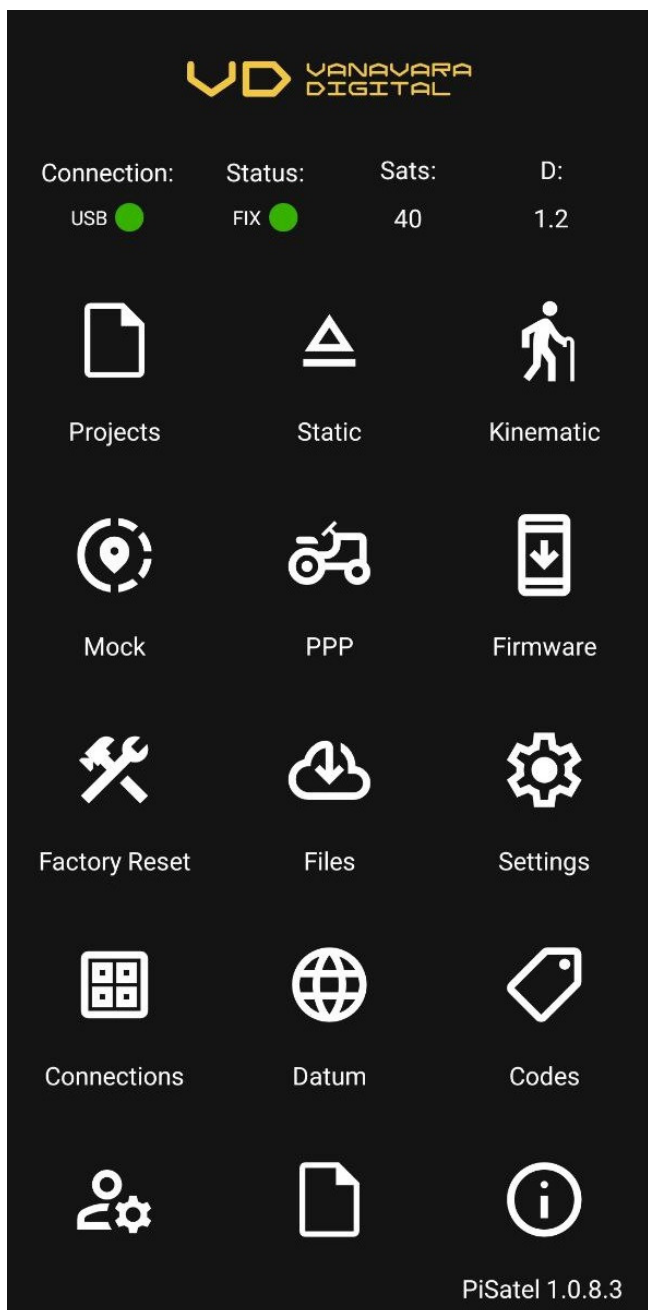 VD VANAVARA
DIGITAL
Connection: Status: Sats: D:
USB FIX 40 1.2
Projects Static Kinematic
Mock PPP Firmware
Factory Reset Files Settings
Connections Datum Codes
PiSatel 1.0.8.3